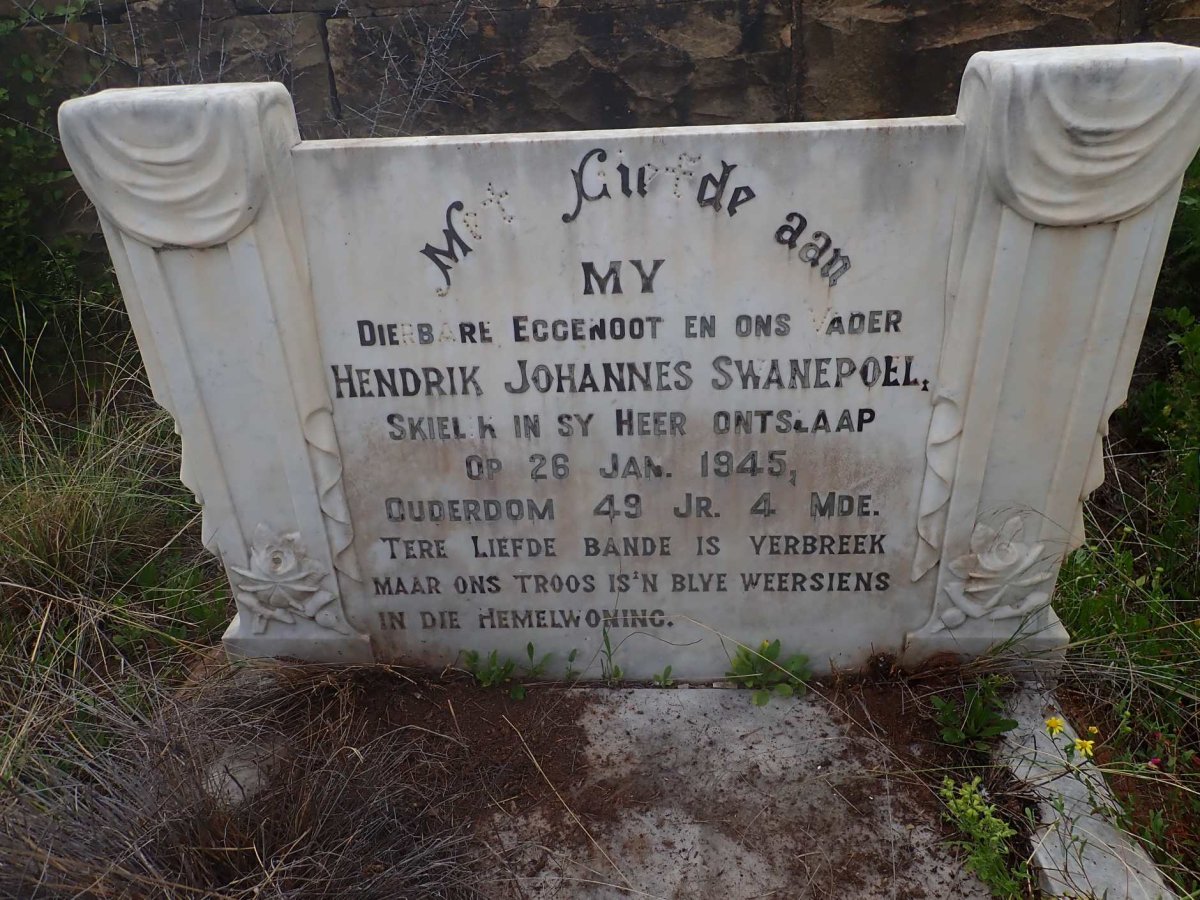 Met Liefde aan
MY
DIERBARE EGGENOOT EN ONS VADER
HENDRIK JOHANNES SWANEPOEL,
SKIELIK IN SY HEER ONTSLAAP
OP 26 JAN. 1945,
OUDERDOM 49 JR. 4 MDE.
TERE LIEFDE BANDE IS VERBREEK
MAAR ONS TROOS IS'N BLYE WEERSIENS
IN DIE HEMELWONING.